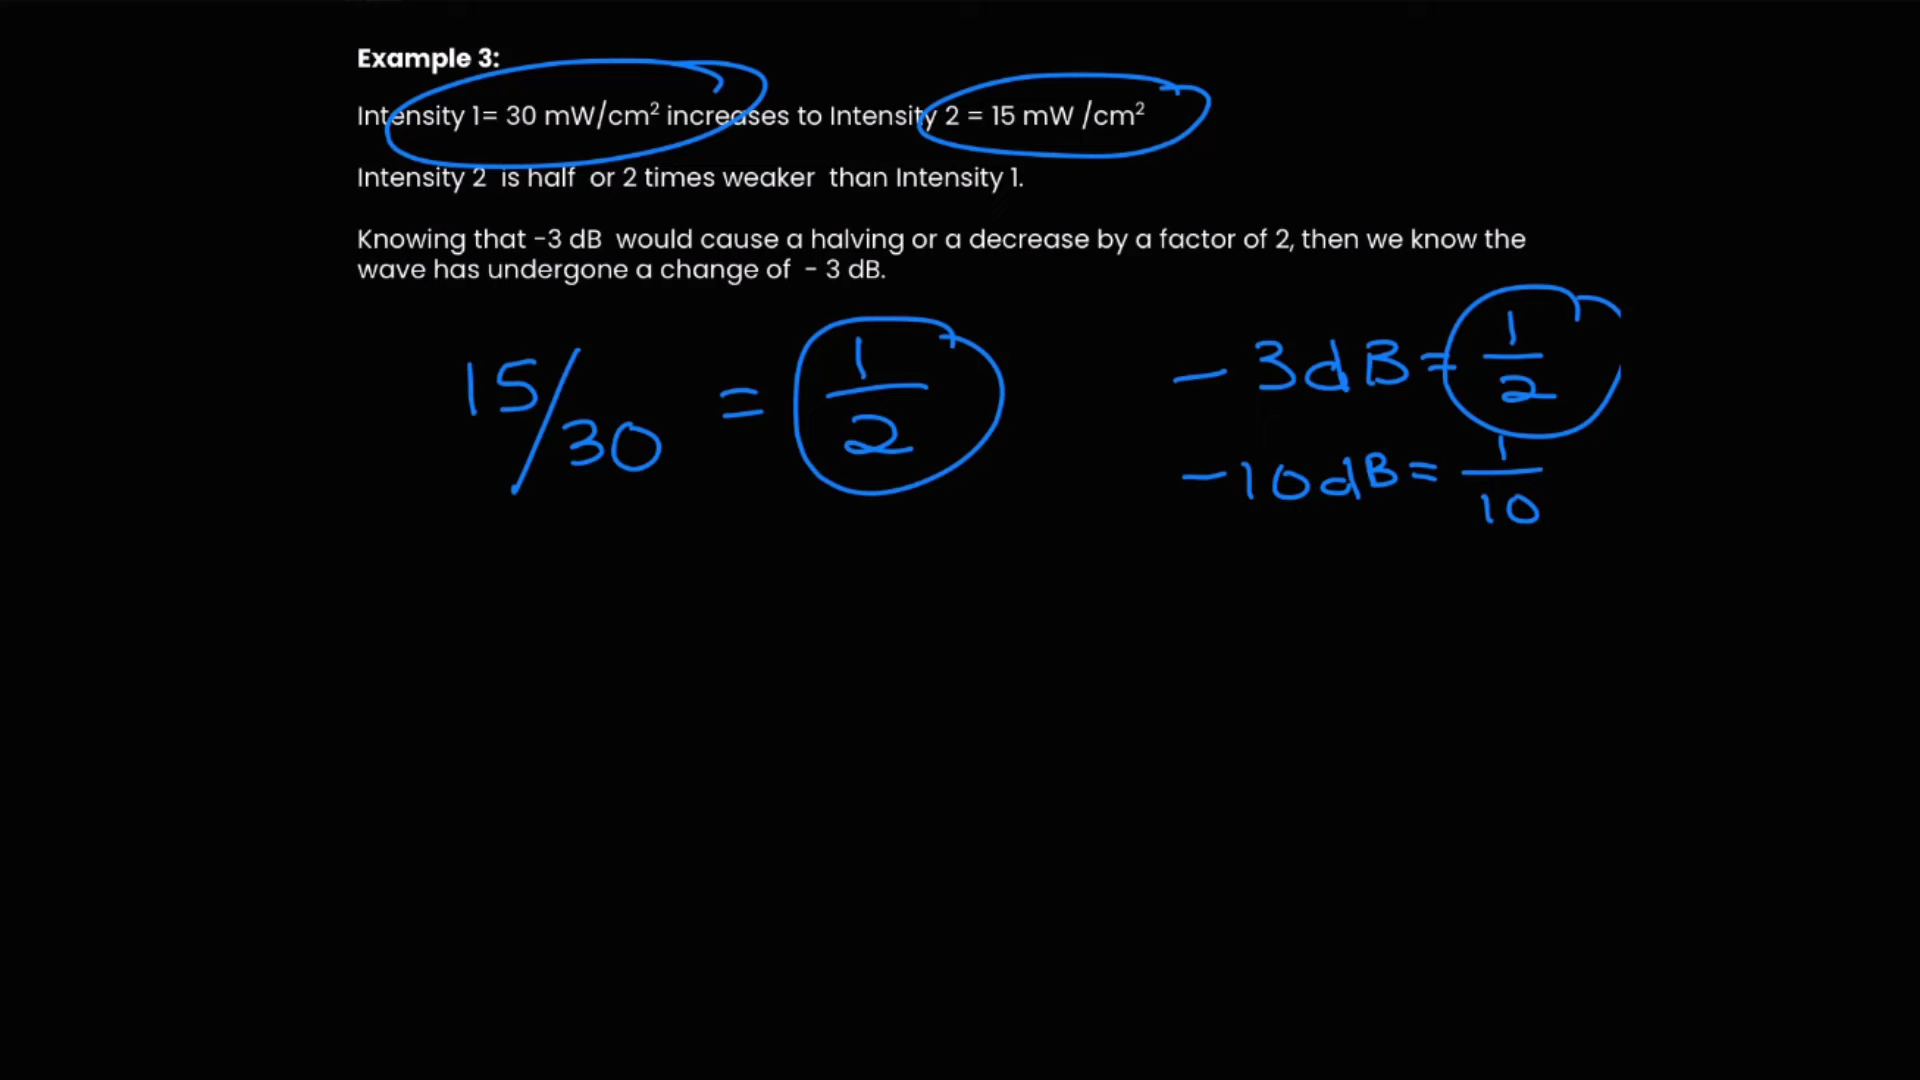 Example 3:
Intensity 1= 30 mW/cm² increases to Intensity 2 = 15 mW /cm²
Intensity 2 is half or 2 times weaker than Intensity 1.
Knowing that -3 dB would cause a halving or a decrease by a factor of 2, then we know the
wave has undergone a change of - 3 dB.
15/30 = 1/2
- 3dB = 1/2
- 10dB = 1/10